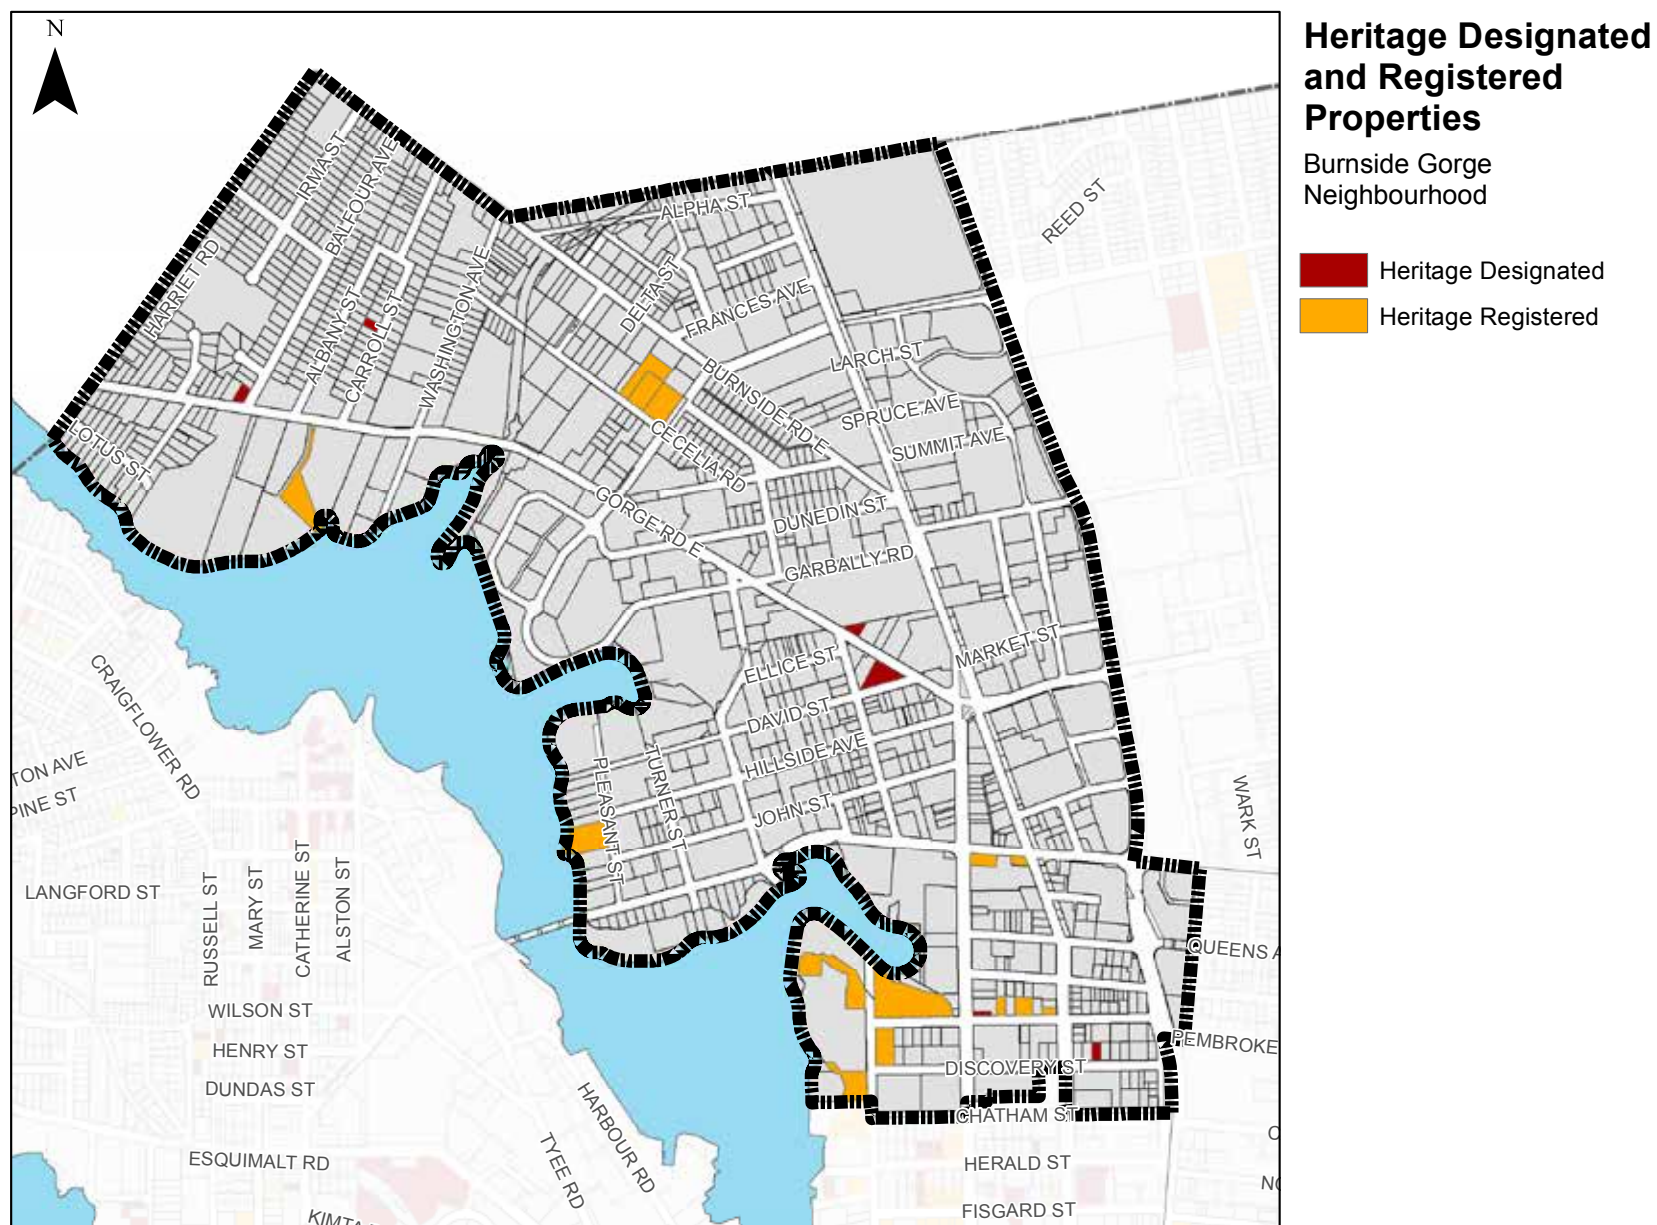 Heritage Designated
and Registered
Properties
Burnside Gorge
Neighbourhood
Heritage Designated
Heritage Registered
N
IRMA ST
BALFOUR AVE
ALPHA ST
REED ST
HARRIET RD
WASHINGTON AVE
DELTA ST
FRANCES AVE
ALBANY ST
CARROLL ST
LARCH ST
BURNSIDE RD E
SPRUCE AVE
SUMMIT AVE
LOTUS ST
CECELIA RD
GORGE RD E
DUNEDIN ST
GARBALLY RD
MARKET ST
ELLICE ST
DAVID ST
HILLSIDE AVE
CRAIGFLOWER RD
TURNER ST
PLEASANT ST
JOHN ST
TON AVE
PINE ST
WARK ST
LANGFORD ST
RUSSELL ST
MARY ST
CATHERINE ST
ALSTON ST
QUEENS A
WILSON ST
HENRY ST
DUNDAS ST
PEMBROKE
DISCOVERY ST
CHATHAM ST
HARBOUR RD
TYEE RD
ESQUIMALT RD
HERALD ST
FISGARD ST
KIMTA